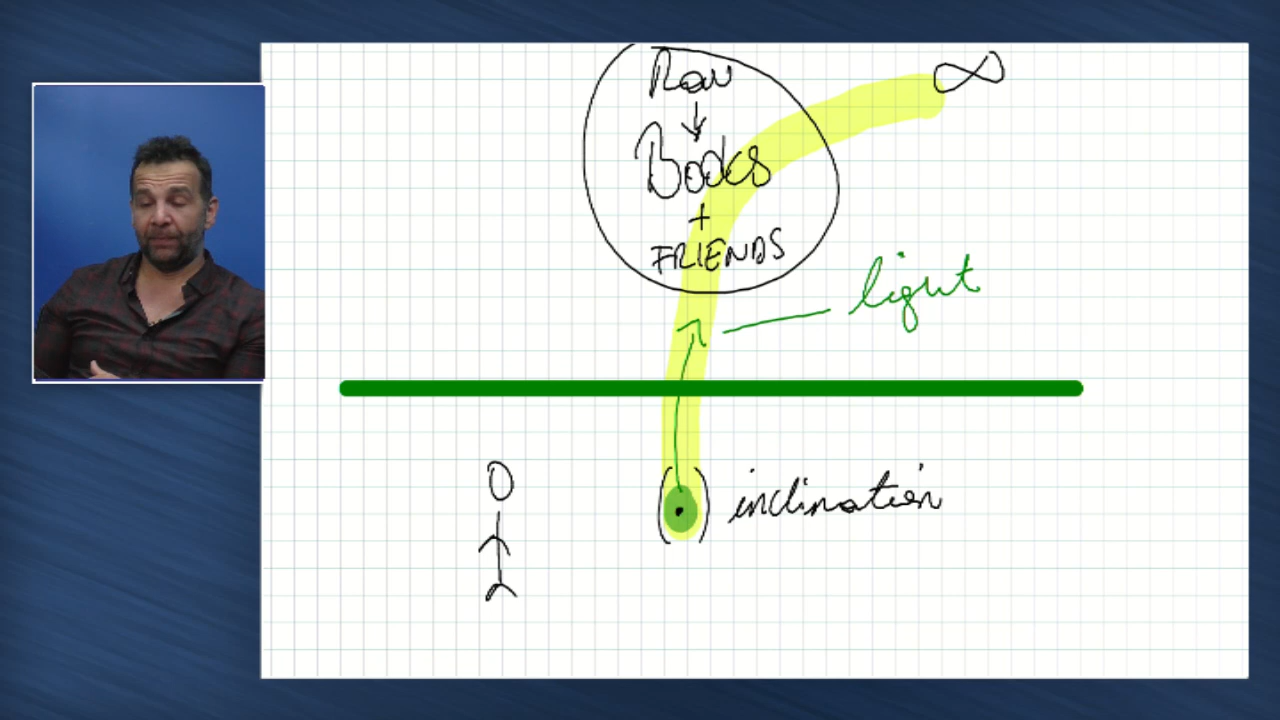 ∞
Rav
Books
+
FRIENDS
light
inclination